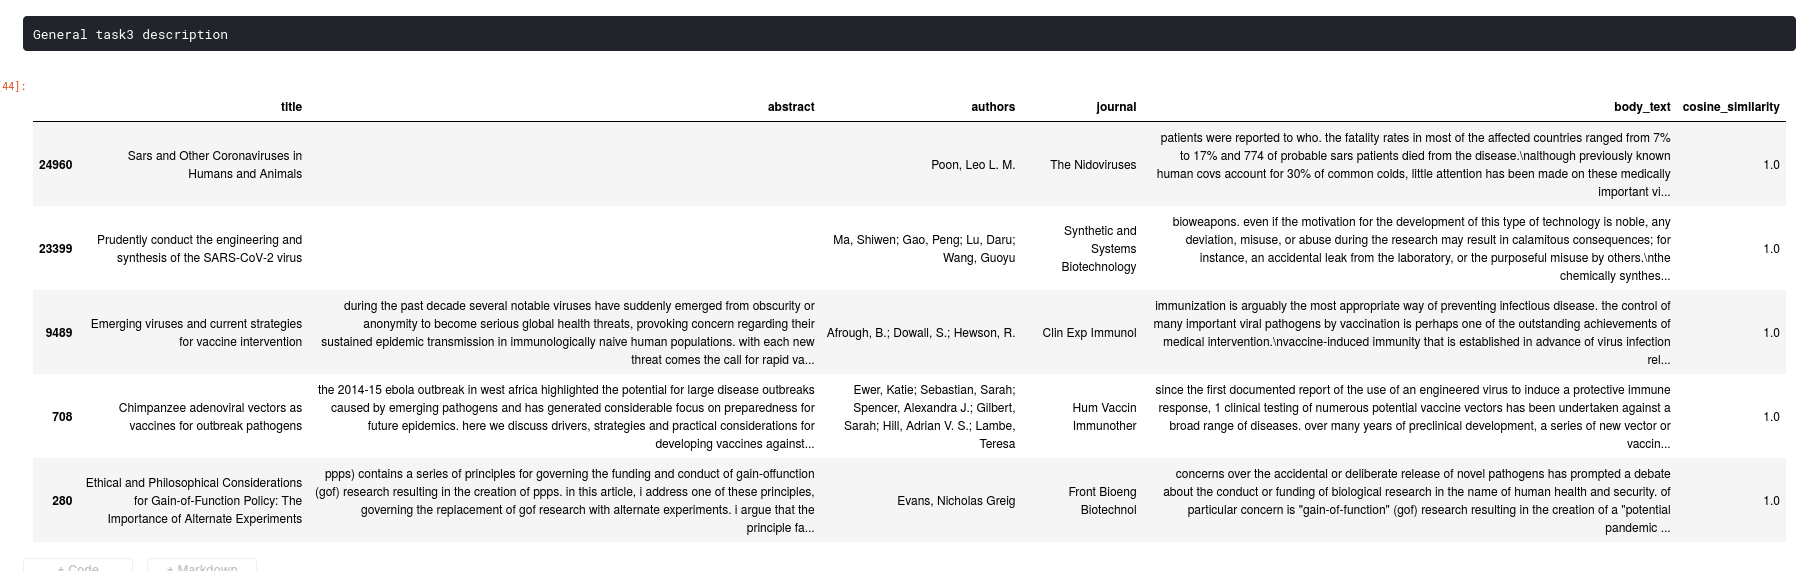 General task3 description
44]:
title abstract authors journal body_text cosine_similarity
24960
Sars and Other Coronaviruses in
Humans and Animals
Poon, Leo L. M.
The Nidoviruses
patients were reported to who. the fatality rates in most of the affected countries ranged from 7%
to 17% and 774 of probable sars patients died from the disease.\nalthough previously known
human covs account for 30% of common colds, little attention has been made on these medically
important vi...
1.0
23399
Prudently conduct the engineering and
synthesis of the SARS-CoV-2 virus
Ma, Shiwen; Gao, Peng; Lu, Daru;
Wang, Guoyu
Synthetic and
Systems
Biotechnology
bioweapons. even if the motivation for the development of this type of technology is noble, any
deviation, misuse, or abuse during the research may result in calamitous consequences; for
instance, an accidental leak from the laboratory, or the purposeful misuse by others.\nthe
chemically synthes...
1.0
9489
Emerging viruses and current strategies
for vaccine intervention
during the past decade several notable viruses have suddenly emerged from obscurity or
anonymity to become serious global health threats, provoking concern regarding their
sustained epidemic transmission in immunologically naive human populations. with each new
threat comes the call for rapid va...
Afrough, B.; Dowall, S.; Hewson, R.
Clin Exp Immunol
immunization is arguably the most appropriate way of preventing infectious disease. the control of
many important viral pathogens by vaccination is perhaps one of the outstanding achievements of
medical intervention.\nvaccine-induced immunity that is established in advance of virus infection
rel...
1.0
708
Chimpanzee adenoviral vectors as
vaccines for outbreak pathogens
the 2014-15 ebola outbreak in west africa highlighted the potential for large disease outbreaks
caused by emerging pathogens and has generated considerable focus on preparedness for
future epidemics. here we discuss drivers, strategies and practical considerations for
developing vaccines against...
Ewer, Katie; Sebastian, Sarah;
Spencer, Alexandra J.; Gilbert,
Sarah; Hill, Adrian V. S.; Lambe,
Teresa
Hum Vaccin
Immunother
since the first documented report of the use of an engineered virus to induce a protective immune
response, 1 clinical testing of numerous potential vaccine vectors has been undertaken against a
broad range of diseases. over many years of preclinical development, a series of new vector or
vaccin...
1.0
280
Ethical and Philosophical Considerations
for Gain-of-Function Policy: The
Importance of Alternate Experiments
ppps) contains a series of principles for governing the funding and conduct of gain-offunction
(gof) research resulting in the creation of ppps. in this article, i address one of these principles,
governing the replacement of gof research with alternate experiments. i argue that the
principle fa...
Evans, Nicholas Greig
Front Bioeng
Biotechnol
concerns over the accidental or deliberate release of novel pathogens has prompted a debate
about the conduct or funding of biological research in the name of human health and security. of
particular concern is "gain-of-function" (gof) research resulting in the creation of a "potential
pandemic ...
1.0
+ Code
+ Markdown